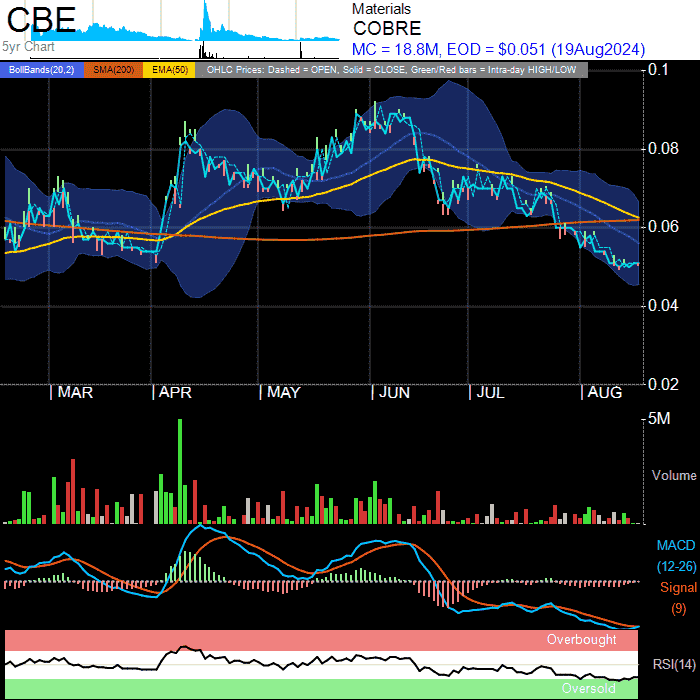 CBE
5yr Chart
Materials
COBRE
MC = 18.8M, EOD = $0.051 (19Aug2024)
BollBands(20,2) SMA(200) EMA(50) OHLC Prices: Dashed = OPEN, Solid = CLOSE, Green/Red bars = Intra-day HIGH/LOW
0.1
0.08
0.06
0.04
0.02
MAR APR MAY JUN JUL AUG
5M
Volume
MACD
(12-26)
Signal
(9)
Overbought
RSI(14)
Oversold